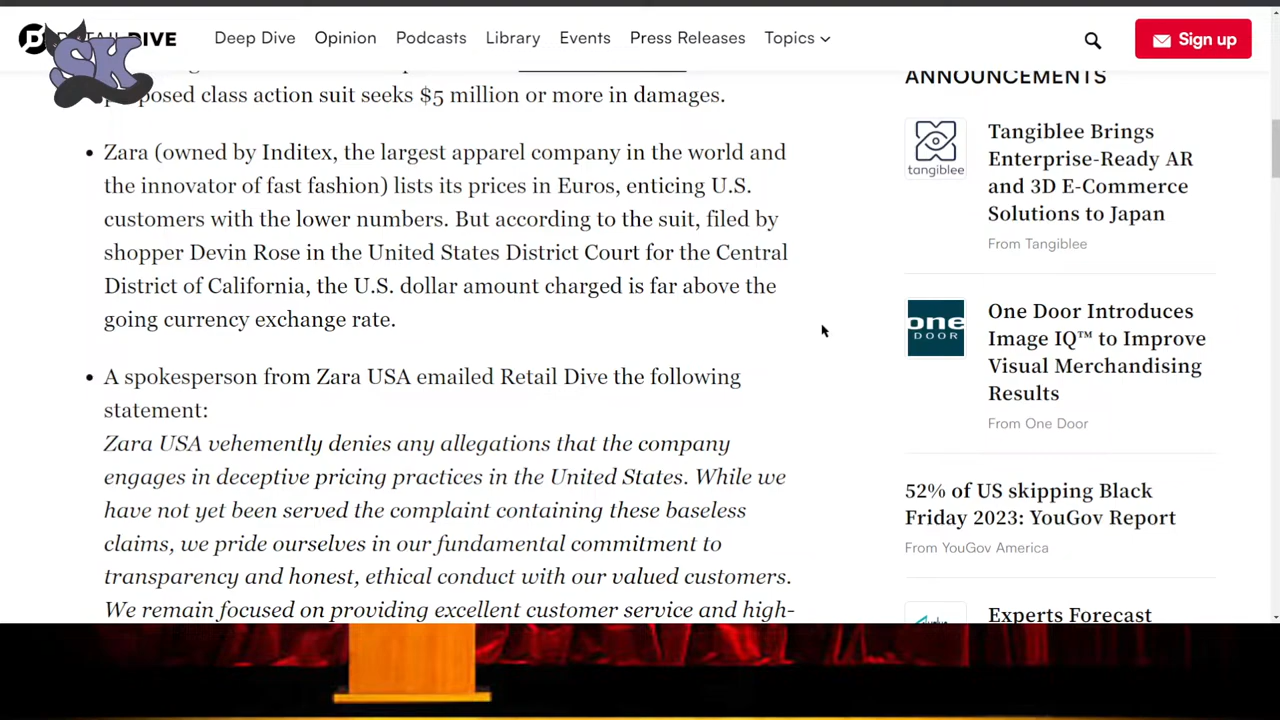 DIVE
Deep Dive
Opinion
Podcasts
Library
Events
Press Releases
Topics
Sign up
SK
proposed class action suit seeks $5 million or more in damages.
Zara (owned by Inditex, the largest apparel company in the world and
the innovator of fast fashion) lists its prices in Euros, enticing U.S.
customers with the lower numbers. But according to the suit, filed by
shopper Devin Rose in the United States District Court for the Central
District of California, the U.S. dollar amount charged is far above the
going currency exchange rate.
A spokesperson from Zara USA emailed Retail Dive the following
statement:
Zara USA vehemently denies any allegations that the company
engages in deceptive pricing practices in the United States. While we
have not yet been served the complaint containing these baseless
claims, we pride ourselves in our fundamental commitment to
transparency and honest, ethical conduct with our valued customers.
We remain focused on providing excellent customer service and high-
ANNOUNCEMENTS
tangiblee
Tangiblee Brings
Enterprise-Ready AR
and 3D E-Commerce
Solutions to Japan
From Tangiblee
one
DOOR
One Door Introduces
Image IQ™ to Improve
Visual Merchandising
Results
From One Door
52% of US skipping Black
Friday 2023: YouGov Report
From YouGov America
Experts Forecast